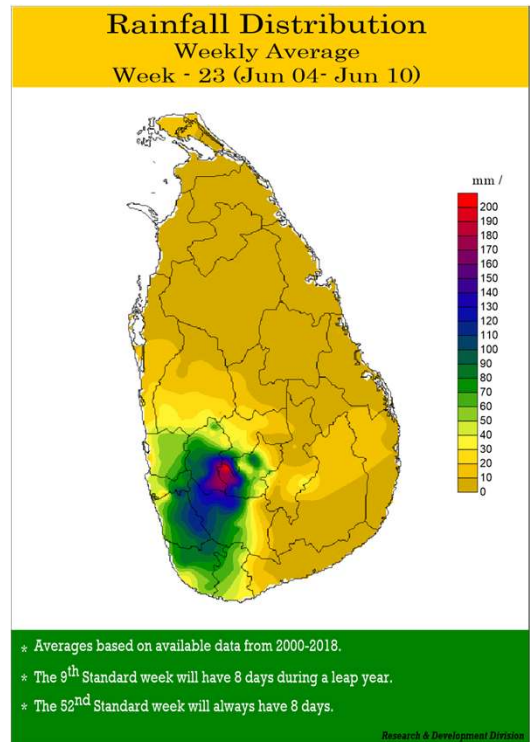 Rainfall Distribution
Weekly Average
Week - 23 (Jun 04- Jun 10)
mm /
200
190
180
170
160
150
140
130
120
110
100
90
80
70
60
50
40
30
20
10
0
* Averages based on available data from 2000-2018.
* The 9th Standard week will have 8 days during a leap year.
* The 52nd Standard week will always have 8 days.
Research & Development Division